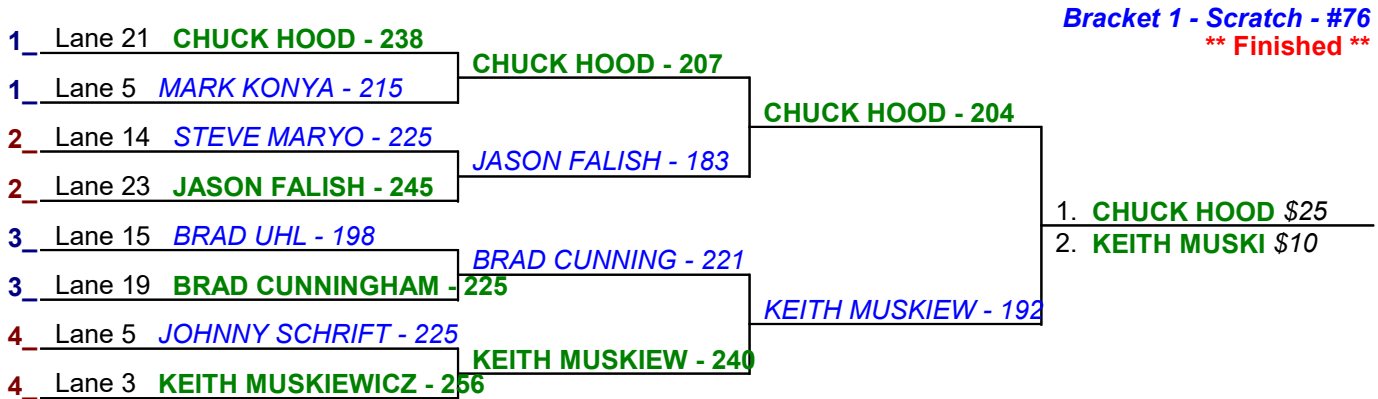 Bracket 1 - Scratch - #76
** Finished **
1_ Lane 21 CHUCK HOOD - 238
1_ Lane 5 MARK KONYA - 215
2_ Lane 14 STEVE MARYO - 225
2_ Lane 23 JASON FALISH - 245
3_ Lane 15 BRAD UHL - 198
3_ Lane 19 BRAD CUNNINGHAM - 225
4_ Lane 5 JOHNNY SCHRIFT - 225
4_ Lane 3 KEITH MUSKIEWICZ - 256
CHUCK HOOD - 207
JASON FALISH - 183
BRAD CUNNING - 221
KEITH MUSKIEW - 240
CHUCK HOOD - 204
KEITH MUSKIEW - 192
1. CHUCK HOOD $25
2. KEITH MUSKI $10